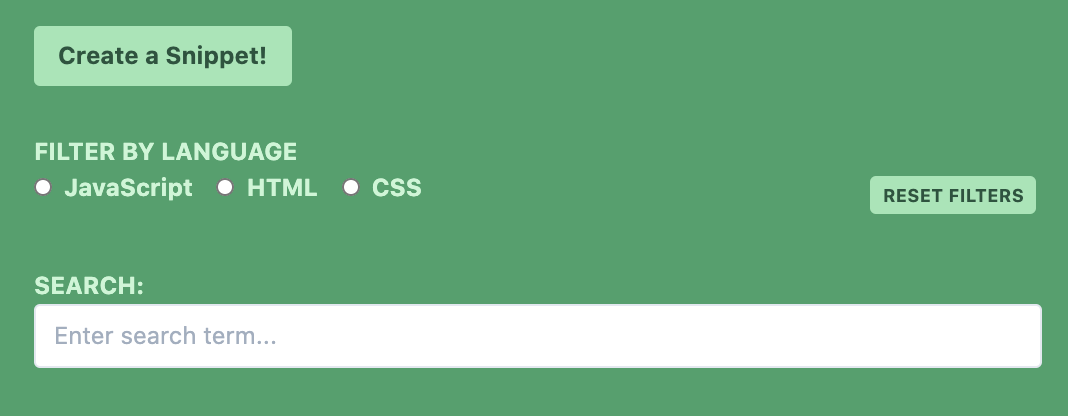 Create a Snippet!
FILTER BY LANGUAGE
JavaScript HTML CSS
RESET FILTERS
SEARCH:
Enter search term...